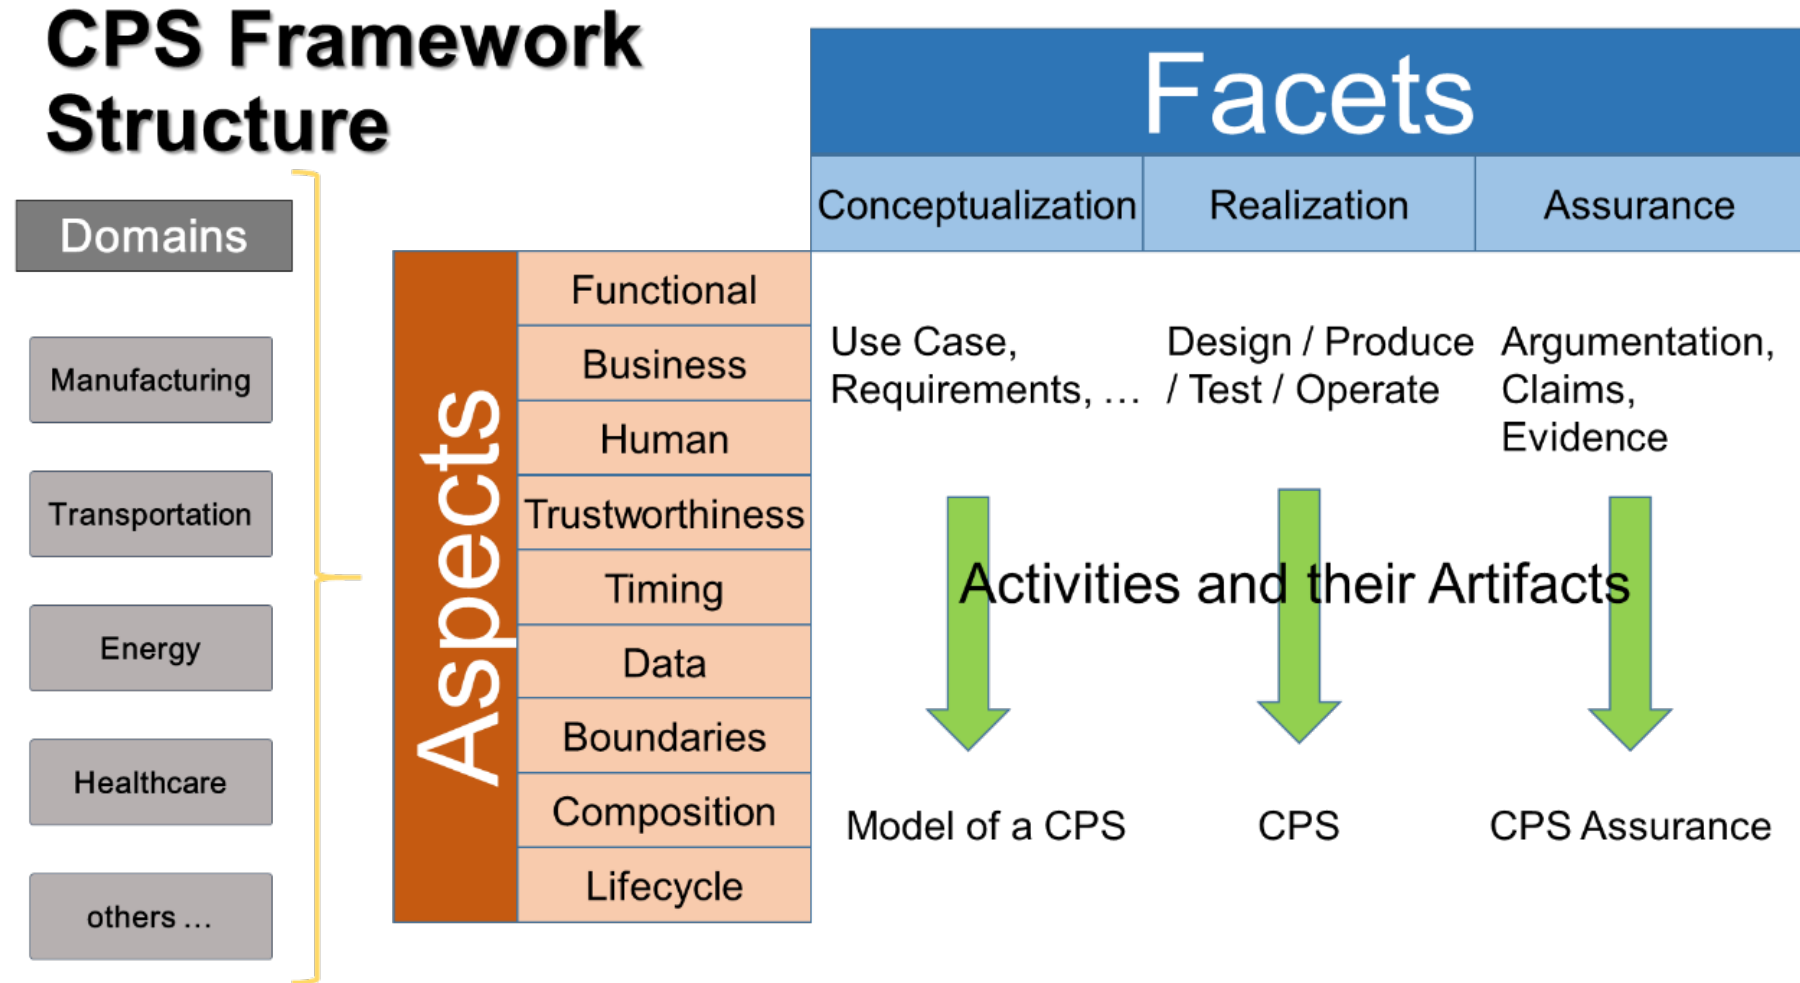 CPS Framework
Structure
Domains
Manufacturing
Transportation
Energy
Healthcare
others …
Aspects
Functional
Business
Human
Trustworthiness
Timing
Data
Boundaries
Composition
Lifecycle
Facets
Conceptualization
Realization
Assurance
Use Case,
Requirements, …
Design / Produce
/ Test / Operate
Argumentation,
Claims,
Evidence
Activities and their Artifacts
Model of a CPS
CPS
CPS Assurance